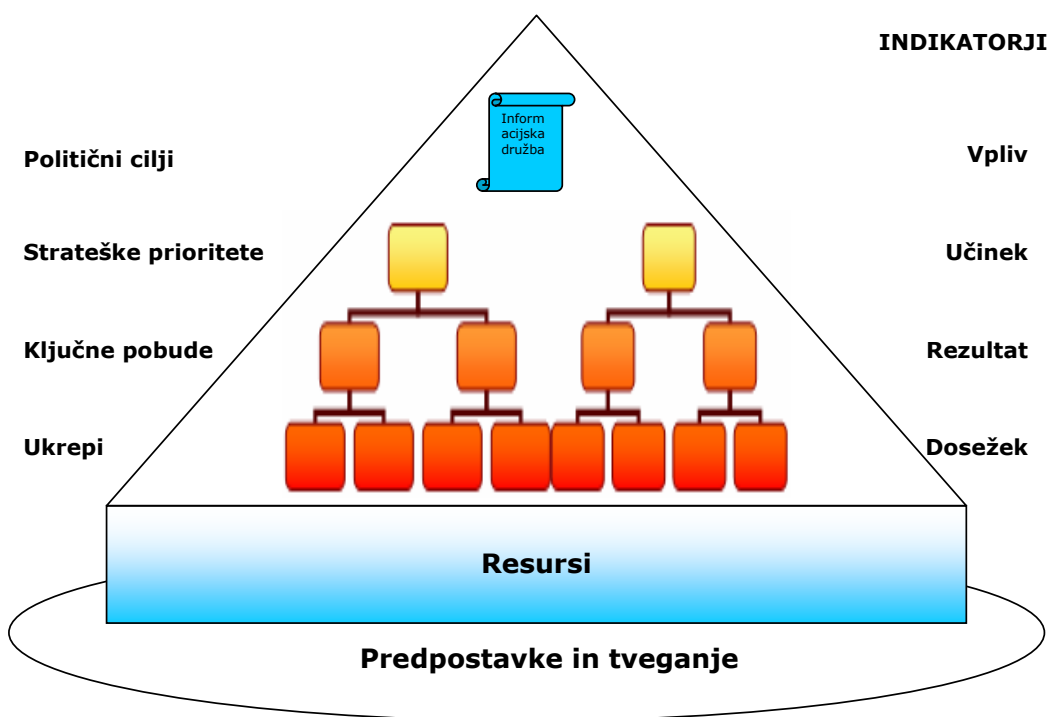 INDIKATORJI
Inform
acijska
družba
Politični cilji
Vpliv
Strateške prioritete
Učinek
Ključne pobude
Rezultat
Ukrepi
Dosežek
Resursi
Predpostavke in tveganje